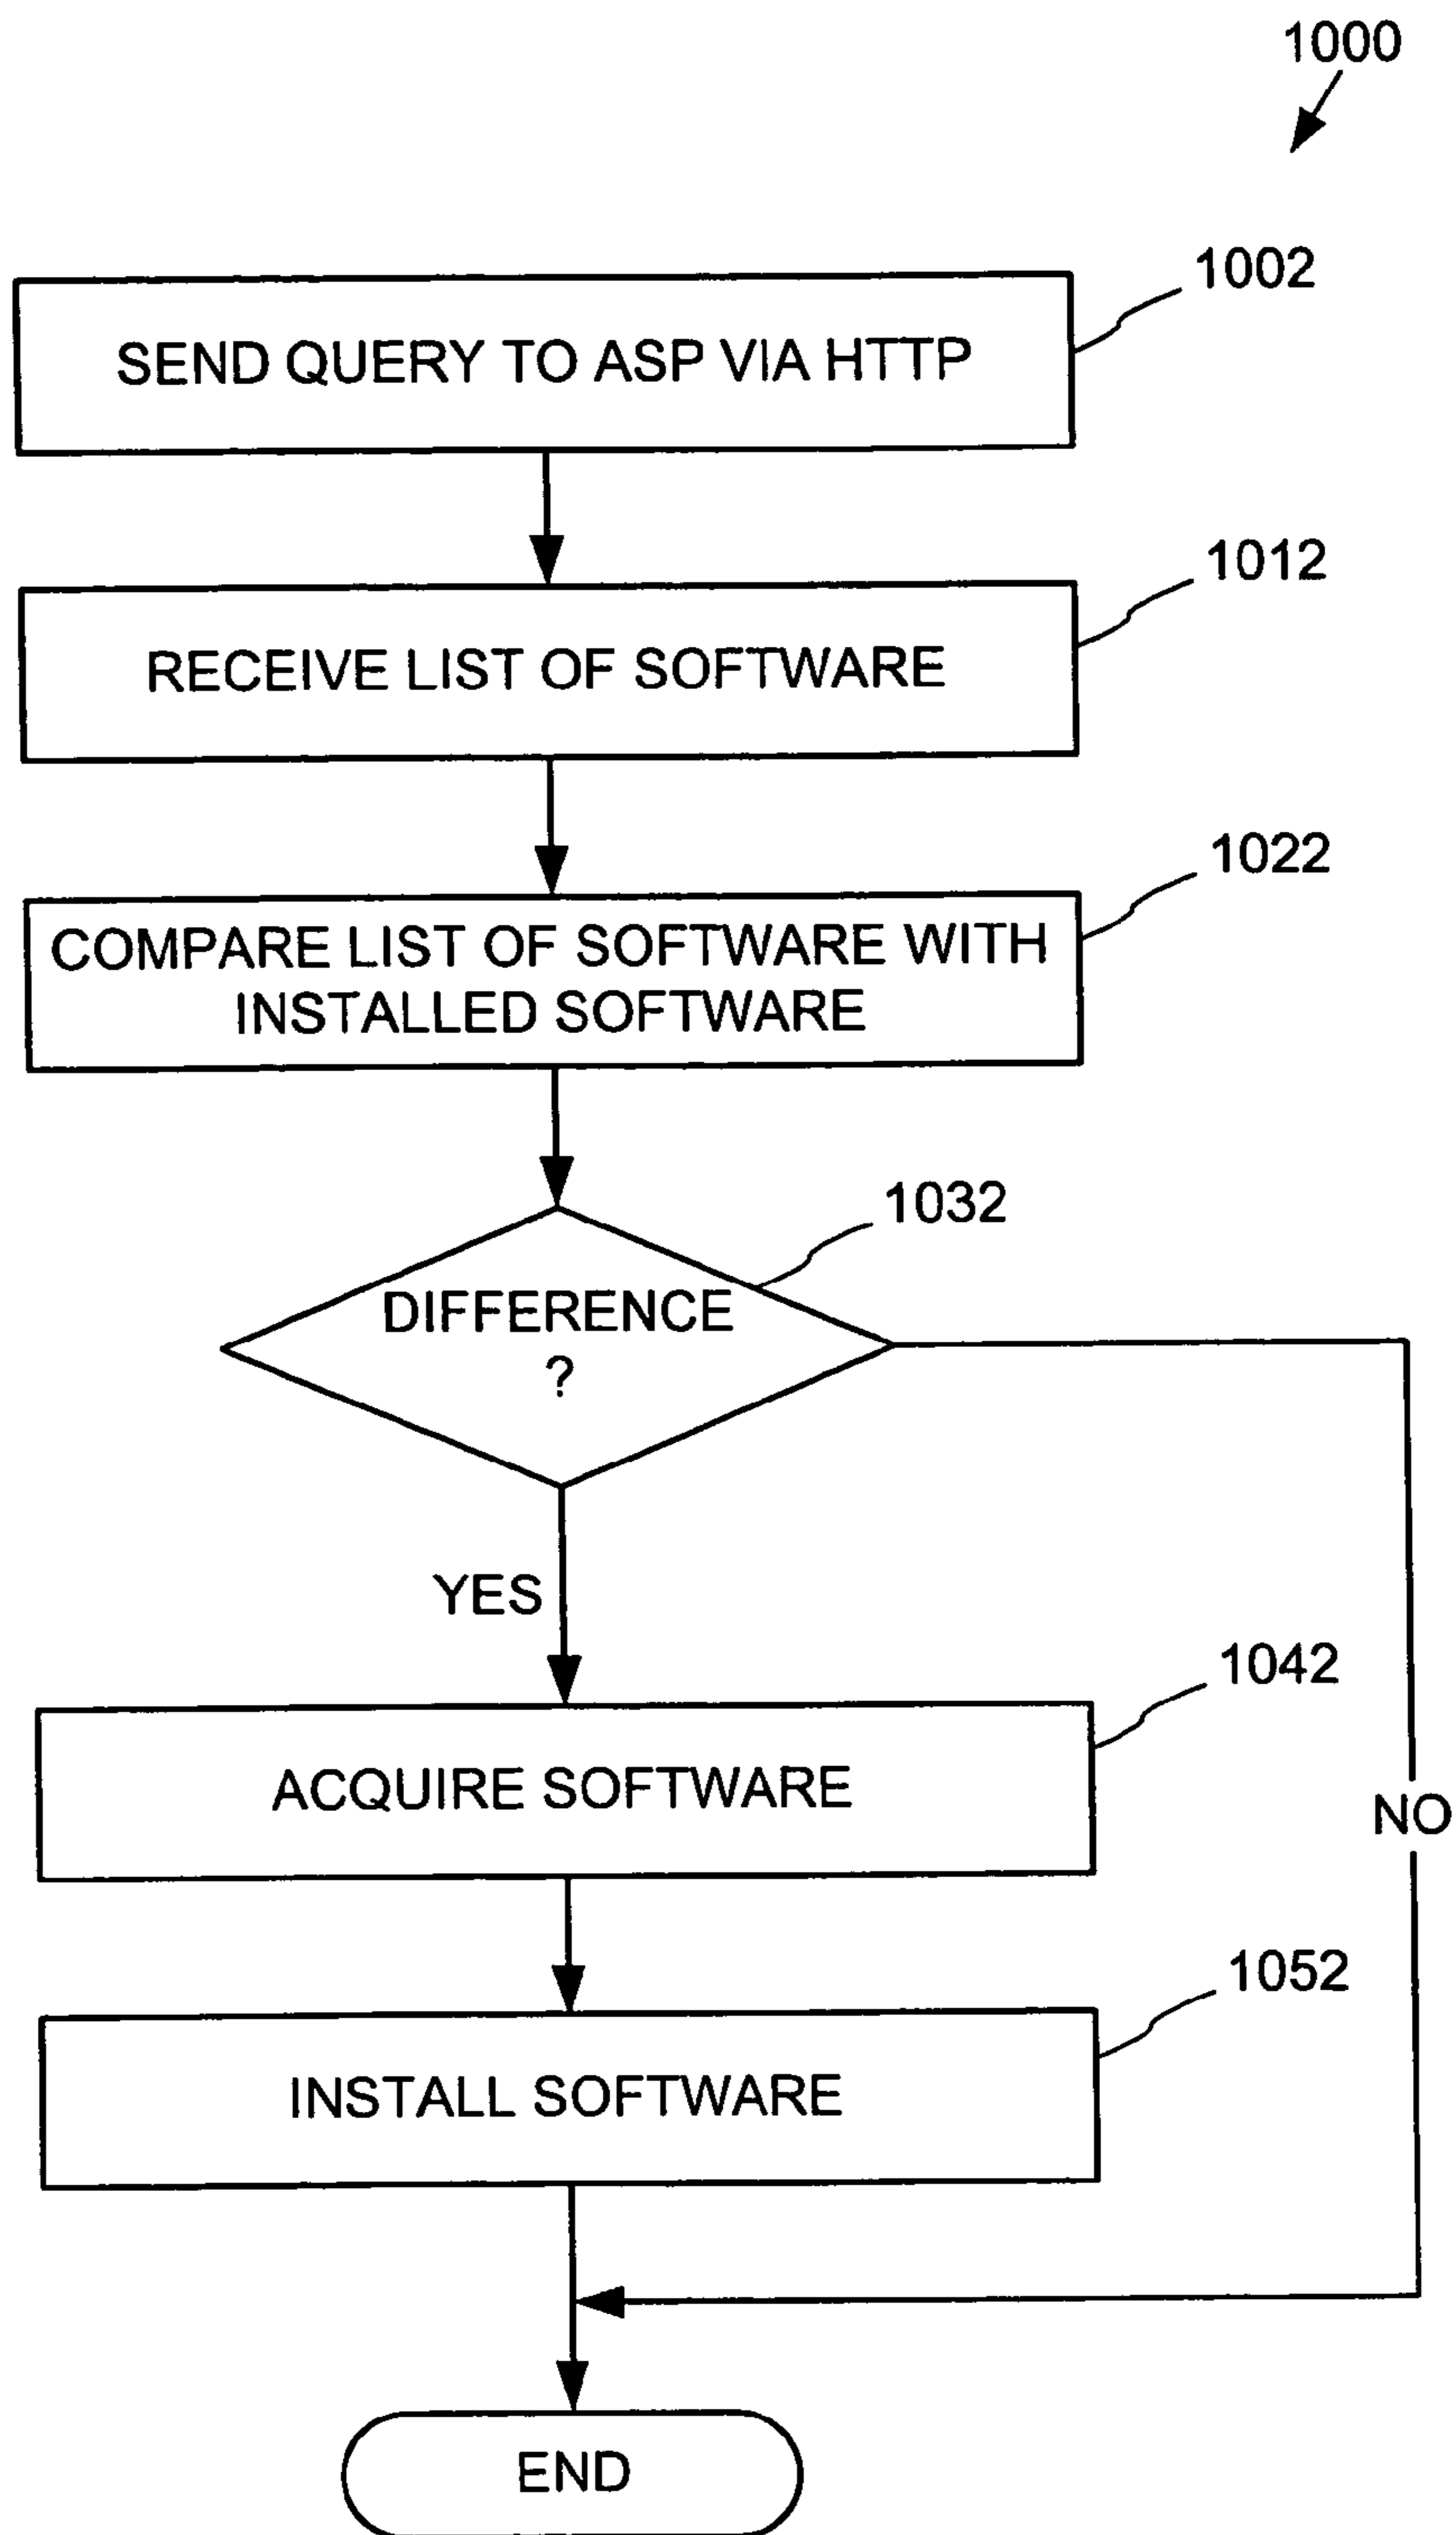 1000
1002
SEND QUERY TO ASP VIA HTTP
1012
RECEIVE LIST OF SOFTWARE
1022
COMPARE LIST OF SOFTWARE WITH
INSTALLED SOFTWARE
1032
DIFFERENCE
?
YES
1042
ACQUIRE SOFTWARE
NO
1052
INSTALL SOFTWARE
END